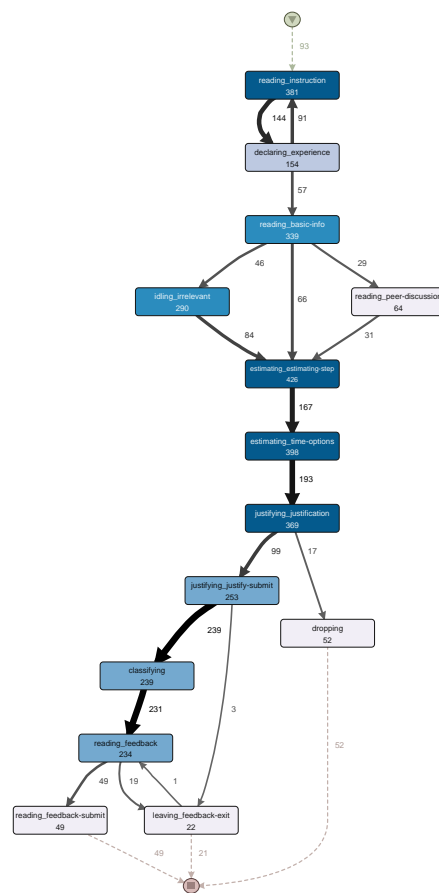 93
reading_instruction
381
144
91
declaring_experience
154
57
reading_basic-info
339
46
29
66
idling_irrelevant
290
reading_peer-discussion
64
84
31
estimating_estimating-step
426
167
estimating_time-options
398
193
justifying_justification
369
99
17
justifying_justify-submit
253
239
dropping
52
classifying
239
231
3
reading_feedback
234
52
49
19
1
reading_feedback-submit
49
leaving_feedback-exit
22
49
21